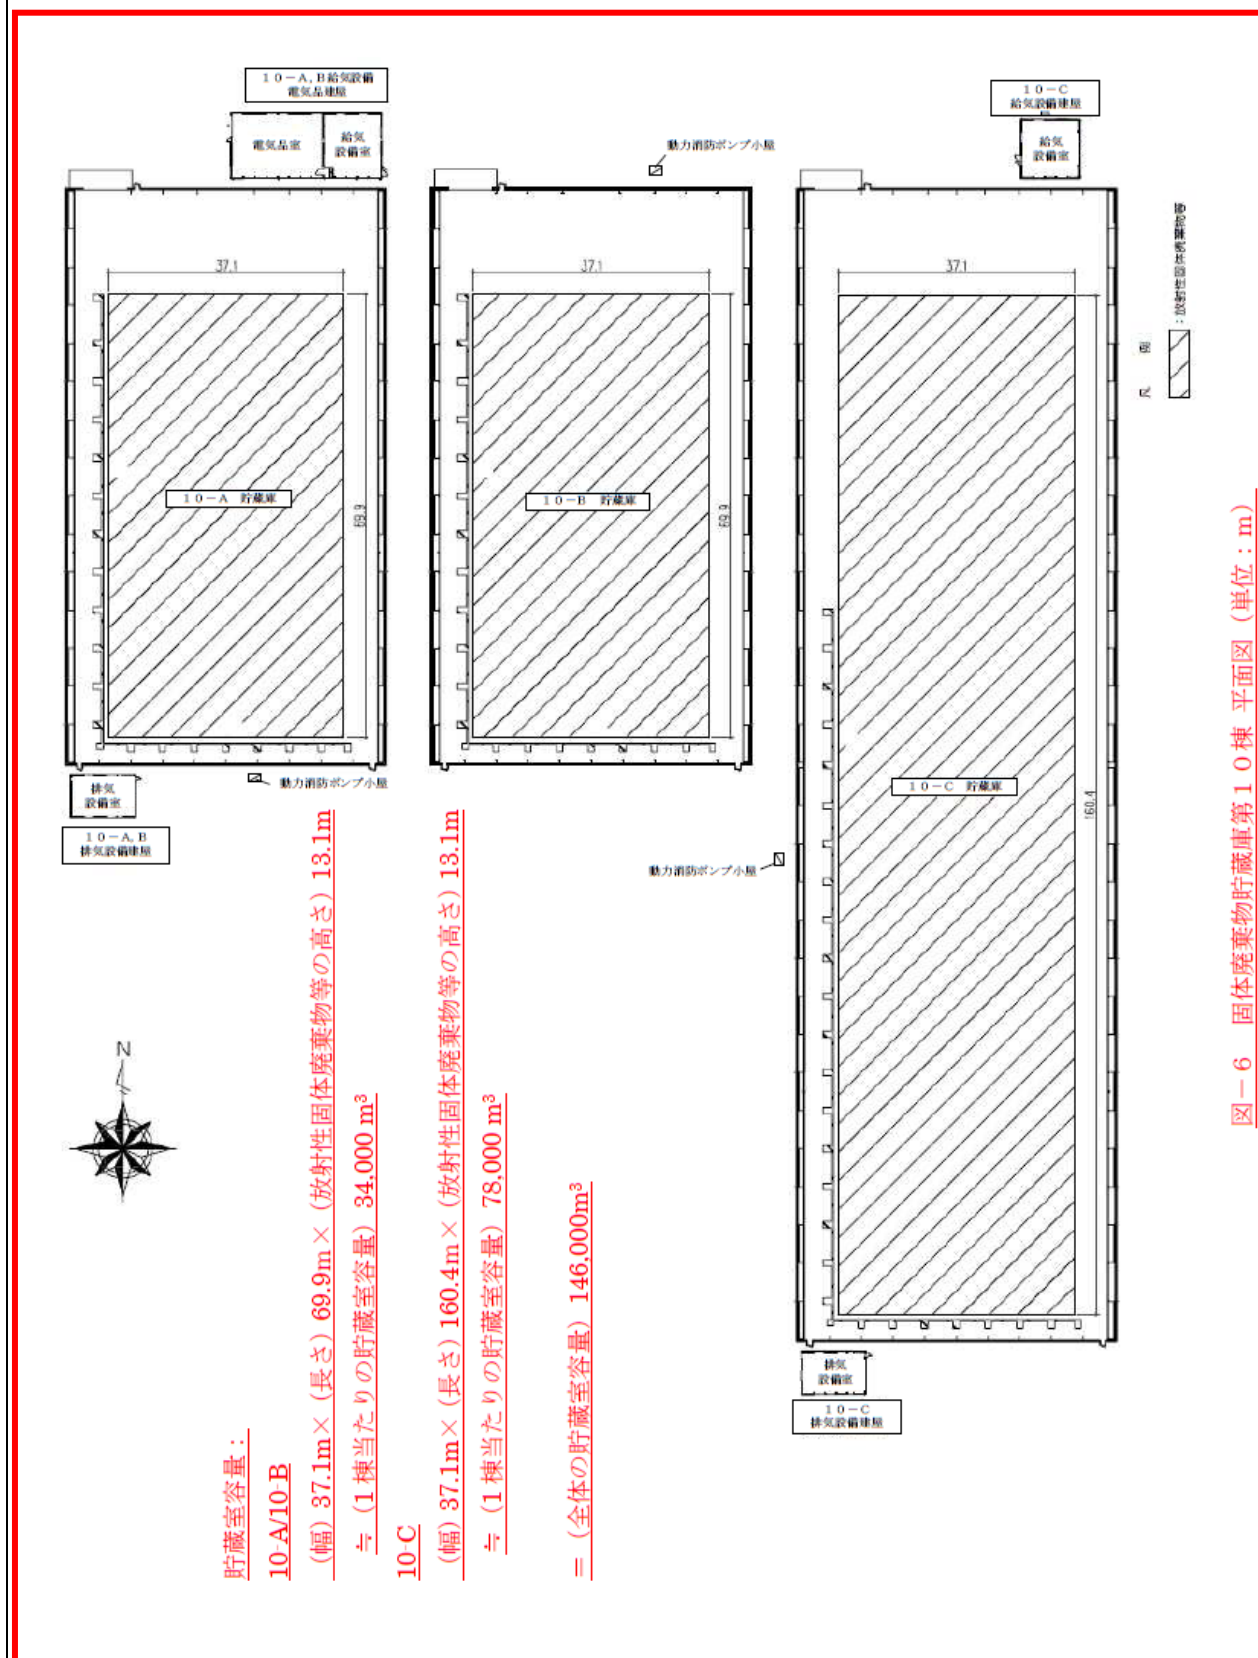 １０－Ａ,Ｂ給気設備
電気品建屋
電気品室
給気
設備室
動力消防ポンプ小屋
１０－Ｃ
給気設備建屋
給気
設備室
37.1
37.1
37.1
69.9
69.9
160.4
１０－Ａ 貯蔵庫
１０－Ｂ 貯蔵庫
１０－Ｃ 貯蔵庫
凡 例
：放射性固体廃棄物等
排気
設備室
動力消防ポンプ小屋
１０－Ａ,Ｂ
排気設備建屋
動力消防ポンプ小屋
排気
設備室
１０－Ｃ
排気設備建屋
N
貯蔵室容量：
10-A/10-B
（幅）37.1m×（長さ）69.9m×（放射性固体廃棄物等の高さ）13.1m
≒（1 棟当たりの貯蔵室容量）34,000 m³
10-C
（幅）37.1m×（長さ）160.4m×（放射性固体廃棄物等の高さ）13.1m
≒（1 棟当たりの貯蔵室容量）78,000 m³
＝（全体の貯蔵室容量）146,000m³
図－６ 固体廃棄物貯蔵庫第１０棟 平面図（単位：m）